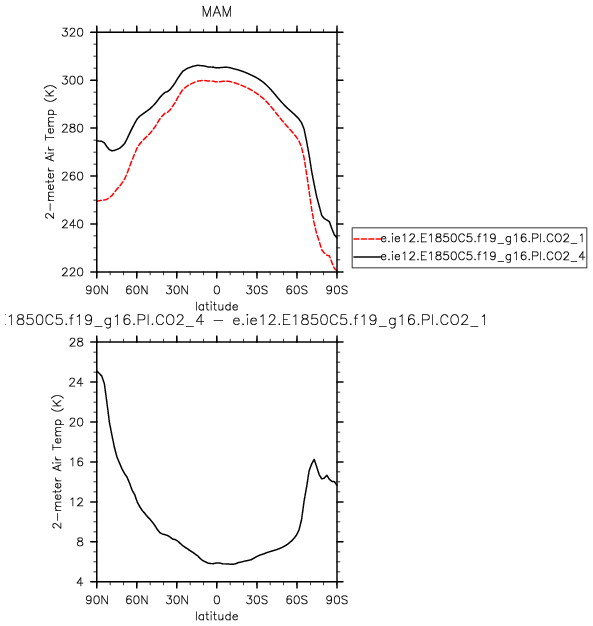 MAM
2-meter Air Temp (K)
320
300
280
260
240
220
90N 60N 30N 0 30S 60S 90S
latitude
e.ie12.E1850C5.f19_g16.PI.CO2_1
e.ie12.E1850C5.f19_g16.PI.CO2_4
.1850C5.f19_g16.PI.CO2_4 - e.ie12.E1850C5.f19_g16.PI.CO2_1
2-meter Air Temp (K)
28
24
20
16
12
8
4
90N 60N 30N 0 30S 60S 90S
latitude